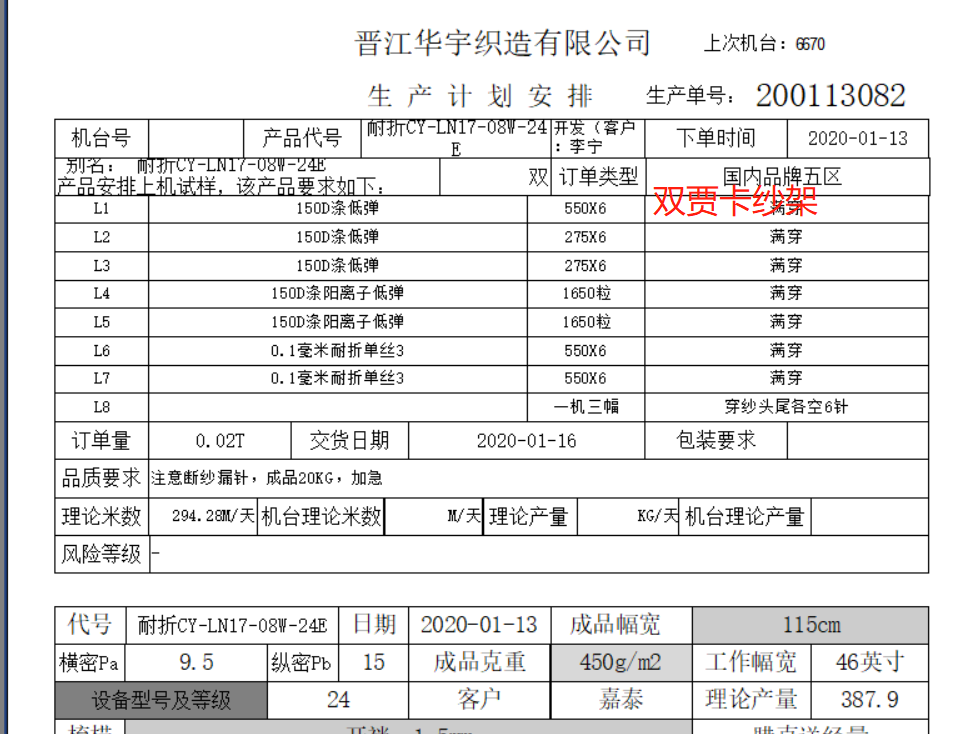 晋江华宇织造有限公司 上次机台：6670
生 产 计 划 安 排 生产单号： 200113082
机台号 产品代号 耐折CY-LN17-08W-24E 开发（客户：李宁 下单时间 2020-01-13
别名： 耐折CY-LN17-08W-24E
产品安排上机试样，该产品要求如下： 双 订单类型 国内品牌五区
双贾卡纱架
L1 150D涤低弹 550X6 满穿
L2 150D涤低弹 275X6 满穿
L3 150D涤低弹 275X6 满穿
L4 150D涤阳离子低弹 1650粒 满穿
L5 150D涤阳离子低弹 1650粒 满穿
L6 0.1毫米耐折单丝3 550X6 满穿
L7 0.1毫米耐折单丝3 550X6 满穿
L8 一机三幅 穿纱头尾各空6针
订单量 0.02T 交货日期 2020-01-16 包装要求
品质要求 注意断纱漏针，成品20KG，加急
理论米数 294.28M/天 机台理论米数 M/天 理论产量 KG/天 机台理论产量
风险等级 -
代号 耐折CY-LN17-08W-24E 日期 2020-01-13 成品幅宽 115cm
横密Pa 9.5 纵密Pb 15 成品克重 450g/m2 工作幅宽 46英寸
设备型号及等级 24 客户 嘉泰 理论产量 387.9